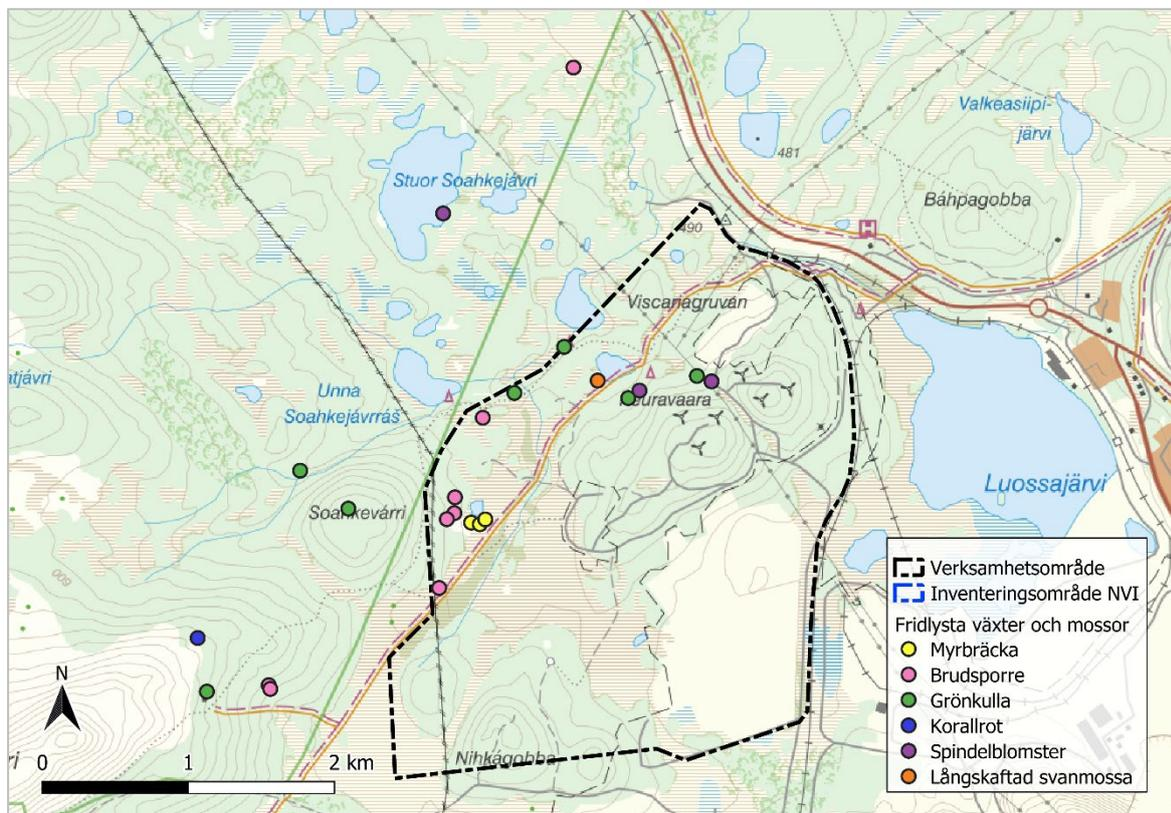 Valkeasiipi-
järvi
481
Stuor Soahkejávri
Báhpagobba
490
Viscariagruvan
Unna
Soahkejávrráš
Luossajärvi
Soahkevárri
600
Nihkágobba
Verksamhetsområde
Inventeringsområde NVI
Fridlysta växter och mossor
Myrbräcka
Brudsporre
Grönkulla
Korallrot
Spindelblomster
Långskaftad svanmossa
N
0 1 2 km
H